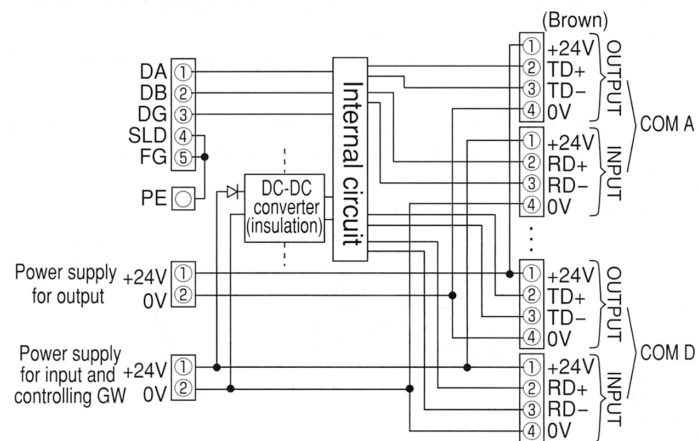 (Brown)
DA ①
DB ②
DG ③
SLD ④
FG ⑤
PE
Internal circuit
DC-DC
converter
(insulation)
Power supply
for output
+24V ①
0V ②
Power supply
for input and
controlling GW
+24V ①
0V ②
① +24V
② TD+
③ TD−
④ 0V
OUTPUT
① +24V
② RD+
③ RD−
④ 0V
INPUT
COM A
① +24V
② TD+
③ TD−
④ 0V
OUTPUT
① +24V
② RD+
③ RD−
④ 0V
INPUT
COM D